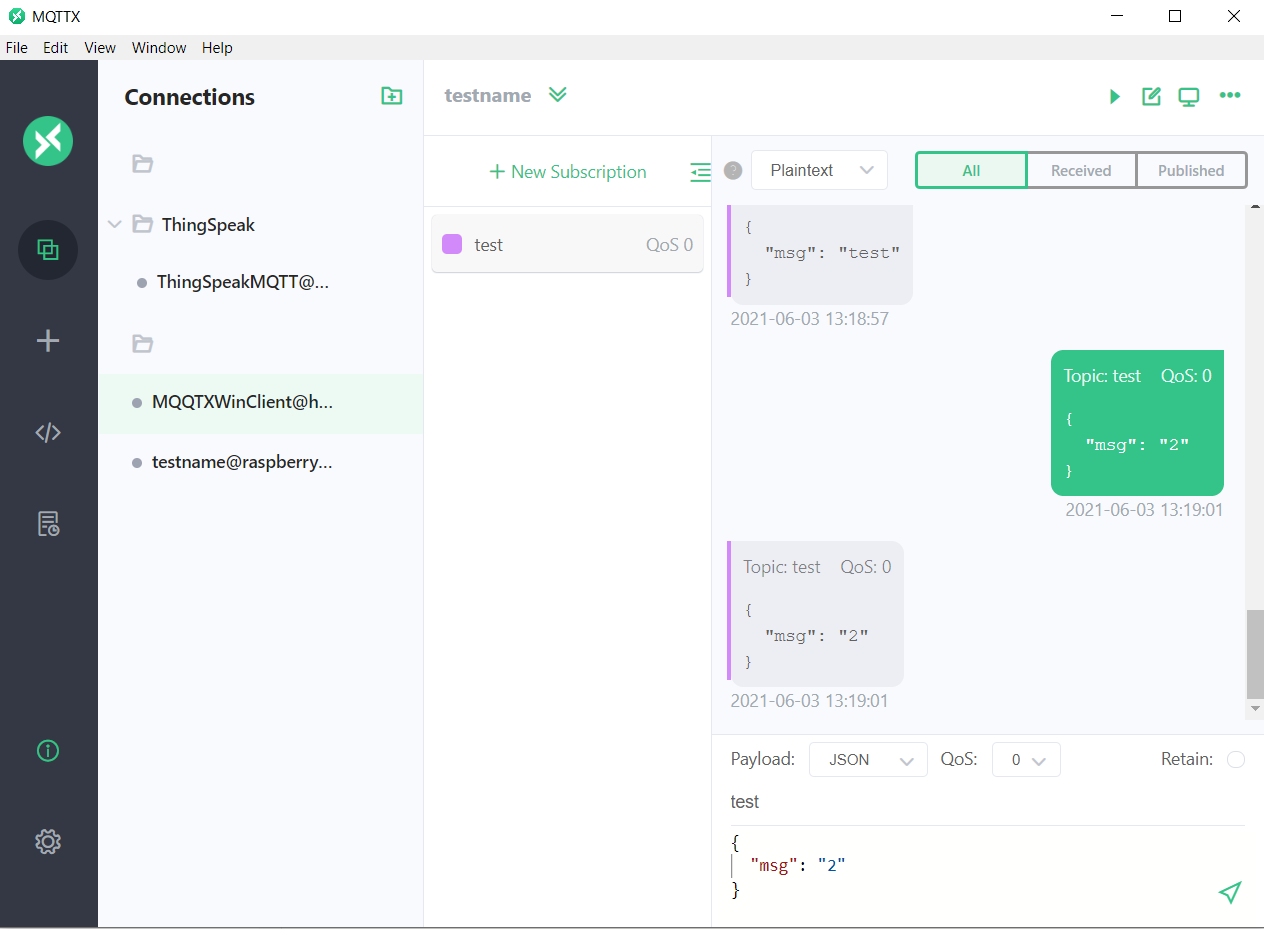 MQTTX
File Edit View Window Help
Connections
ThingSpeak
ThingSpeakMQTT@...
MQQTXWinClient@h...
testname@raspberry...
testname
+ New Subscription
test QoS 0
? Plaintext All Received Published
{
"msg": "test"
}
2021-06-03 13:18:57
Topic: test QoS: 0
{
"msg": "2"
}
2021-06-03 13:19:01
Topic: test QoS: 0
{
"msg": "2"
}
2021-06-03 13:19:01
Payload: JSON QoS: 0 Retain:
test
{
"msg": "2"
}